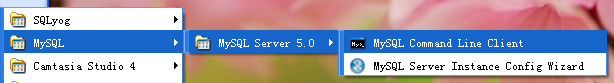 SQLyog
MySQL
MySQL Server 5.0
MySQL Command Line Client
Camtasia Studio 4
MySQL Server Instance Config Wizard